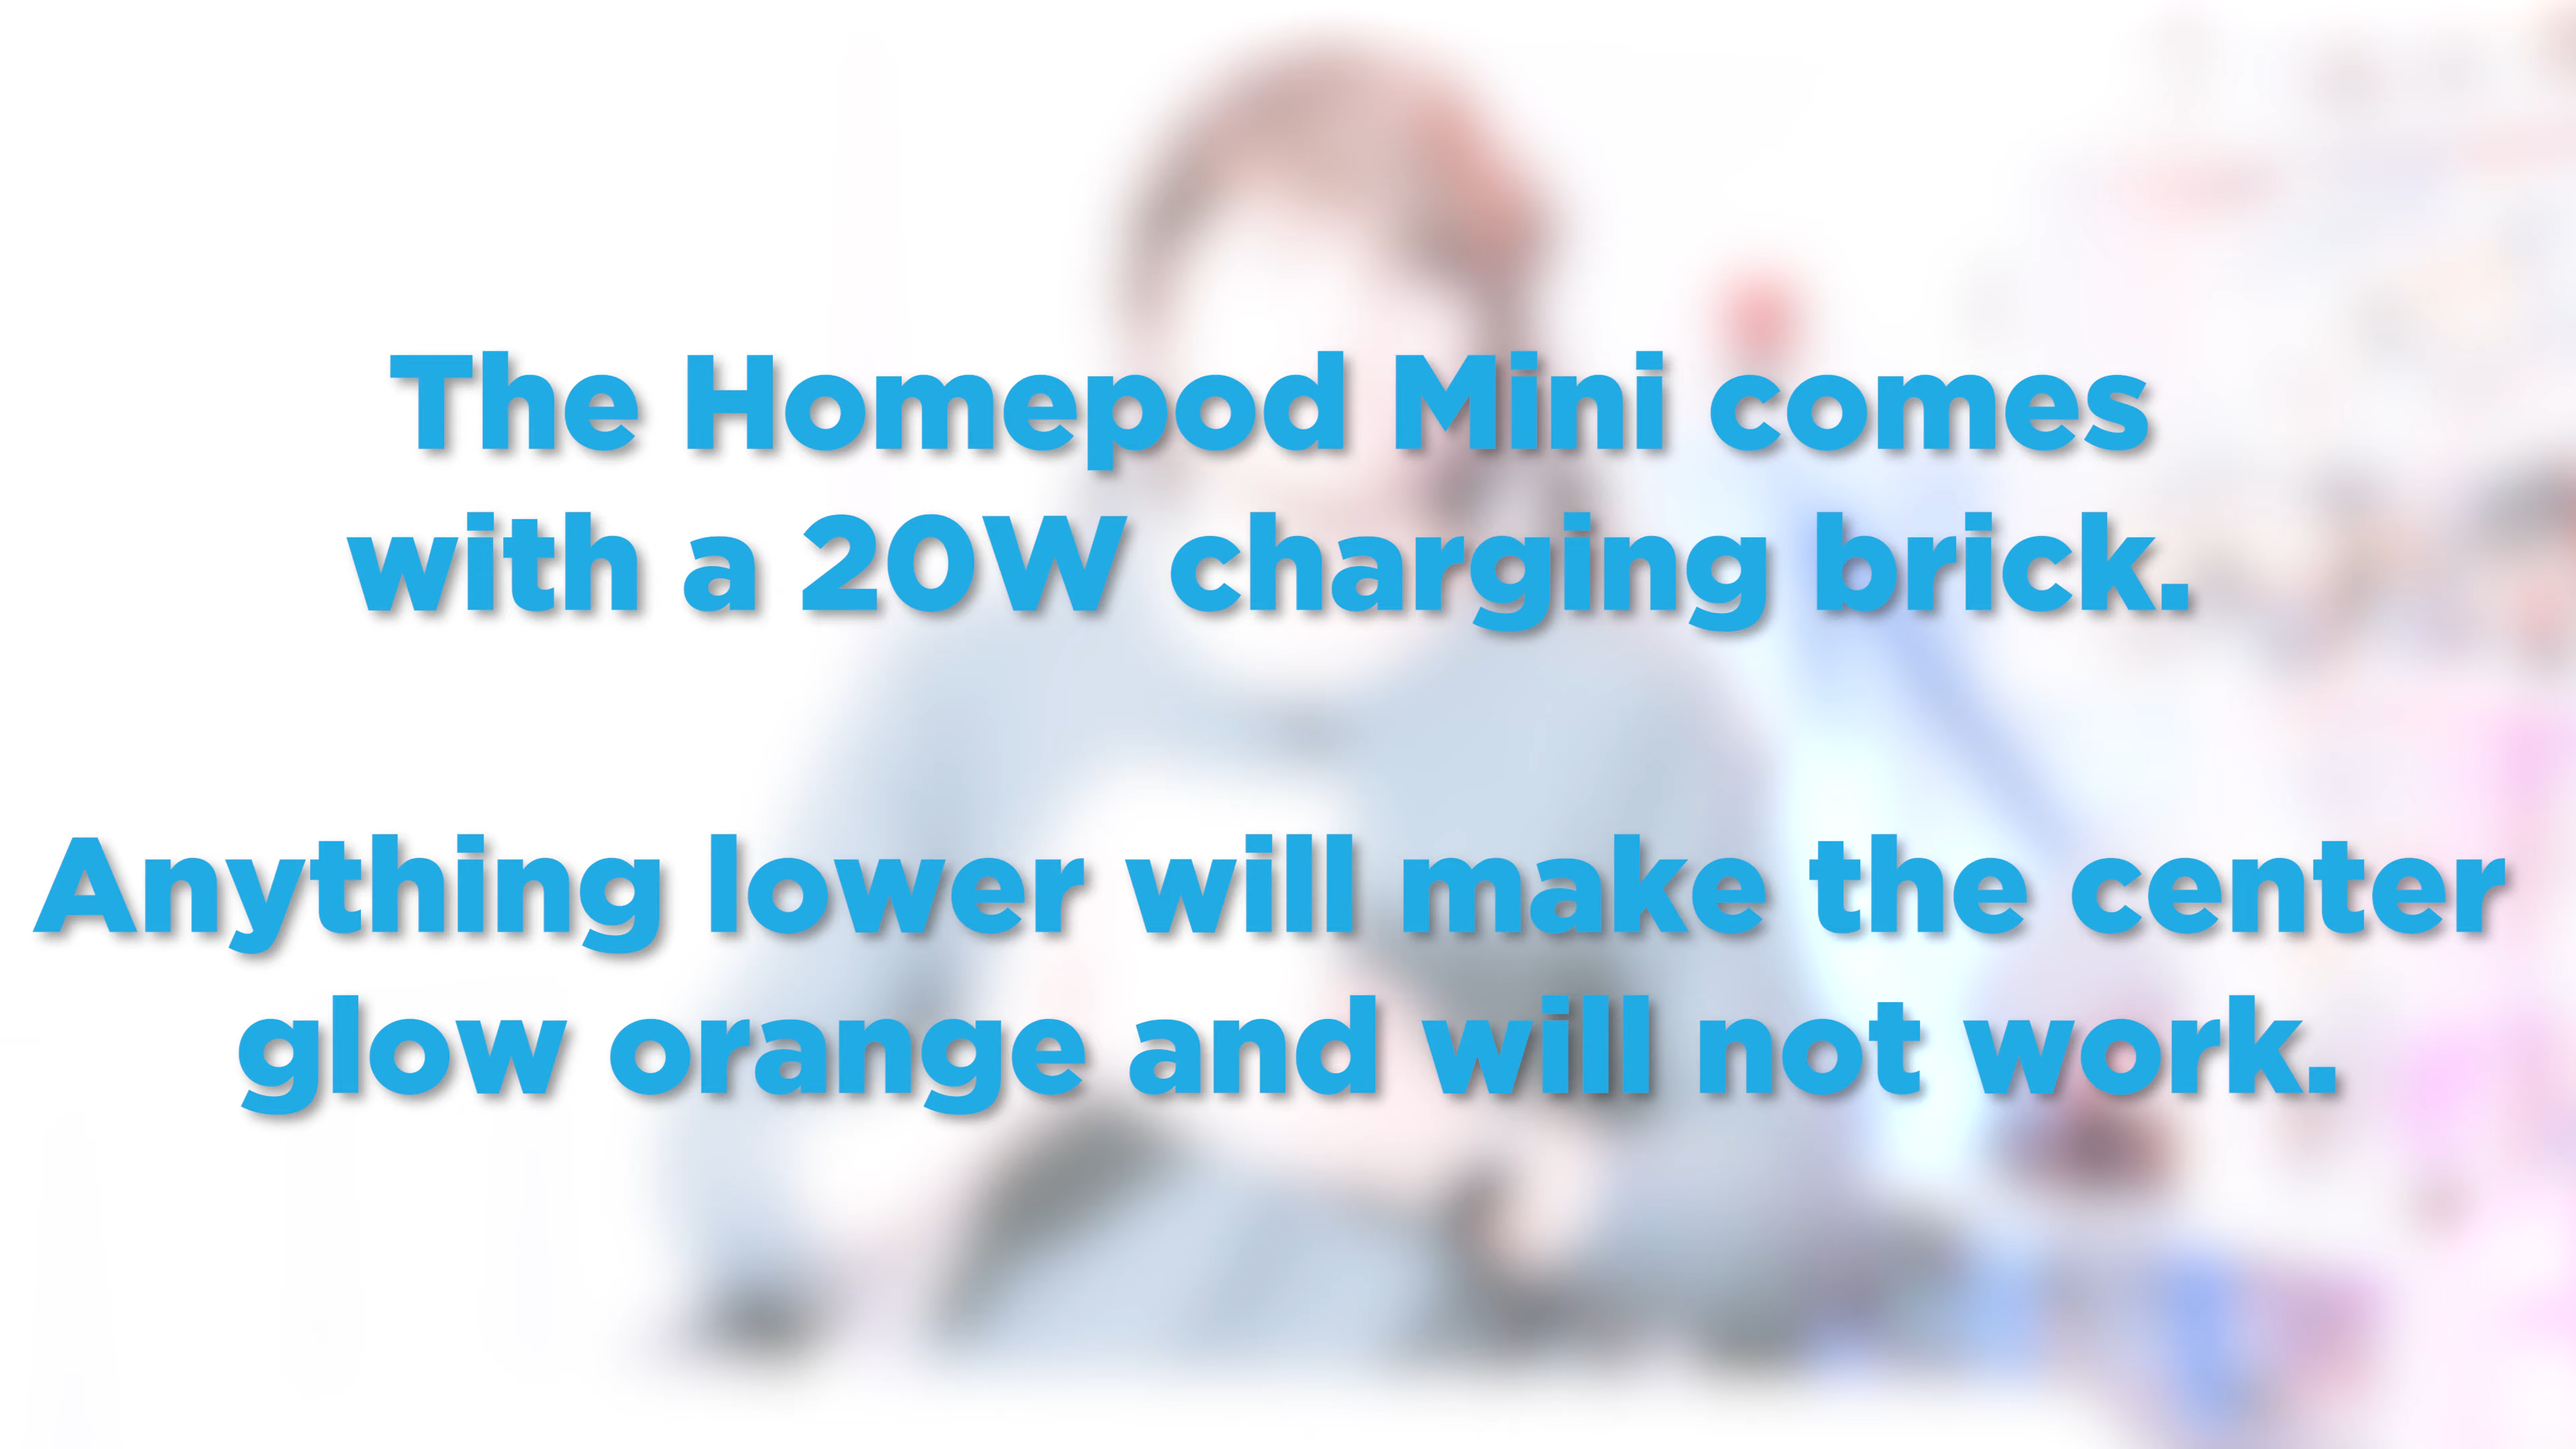 The Homepod Mini comes
with a 20W charging brick.
Anything lower will make the center
glow orange and will not work.